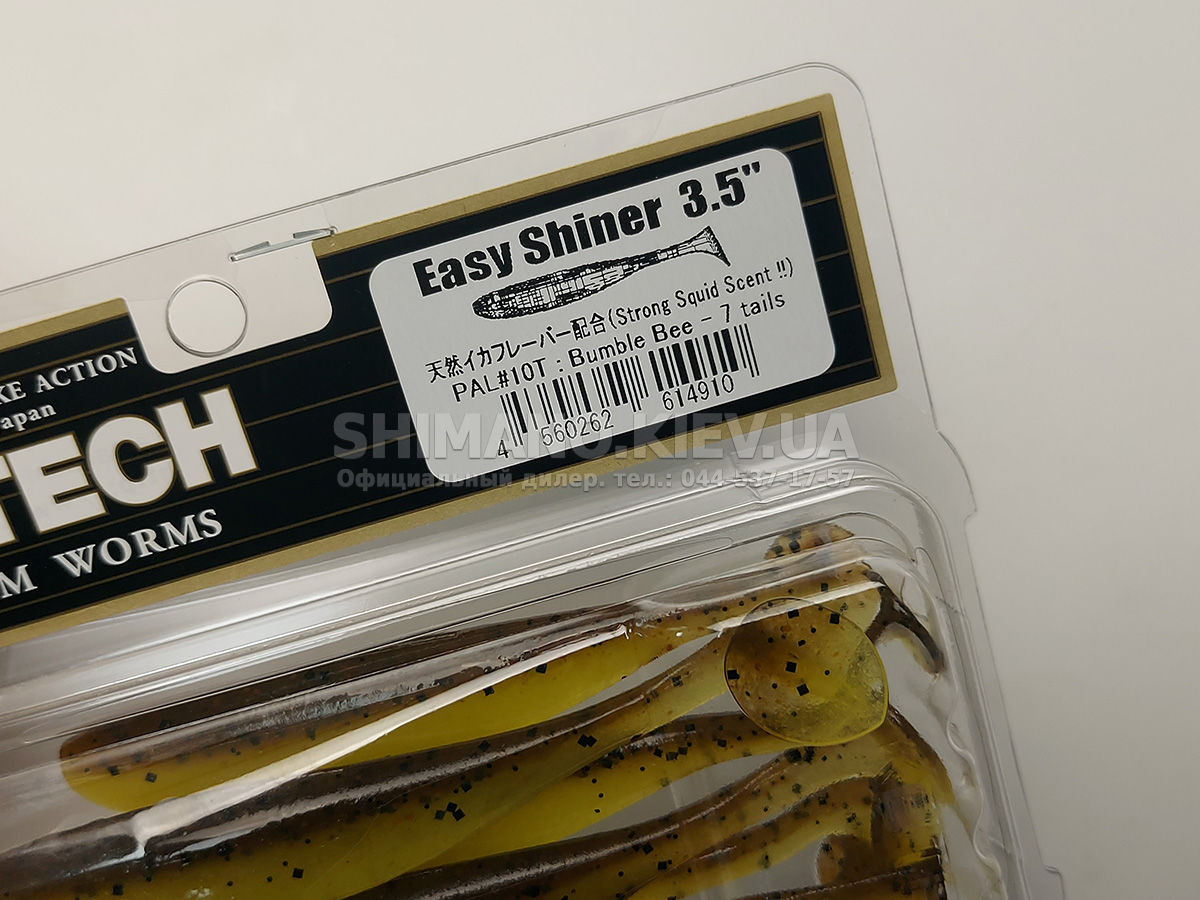 Easy Shiner 3.5"
天然イカフレーバー配合(Strong Squid Scent !!)
PAL#10T : Bumble Bee - 7 tails
4 560262 614910
KE ACTION
Japan
TECH
M WORMS
SHIMANO.KIEV.UA
Официальный дилер. тел.: 044-537-17-57